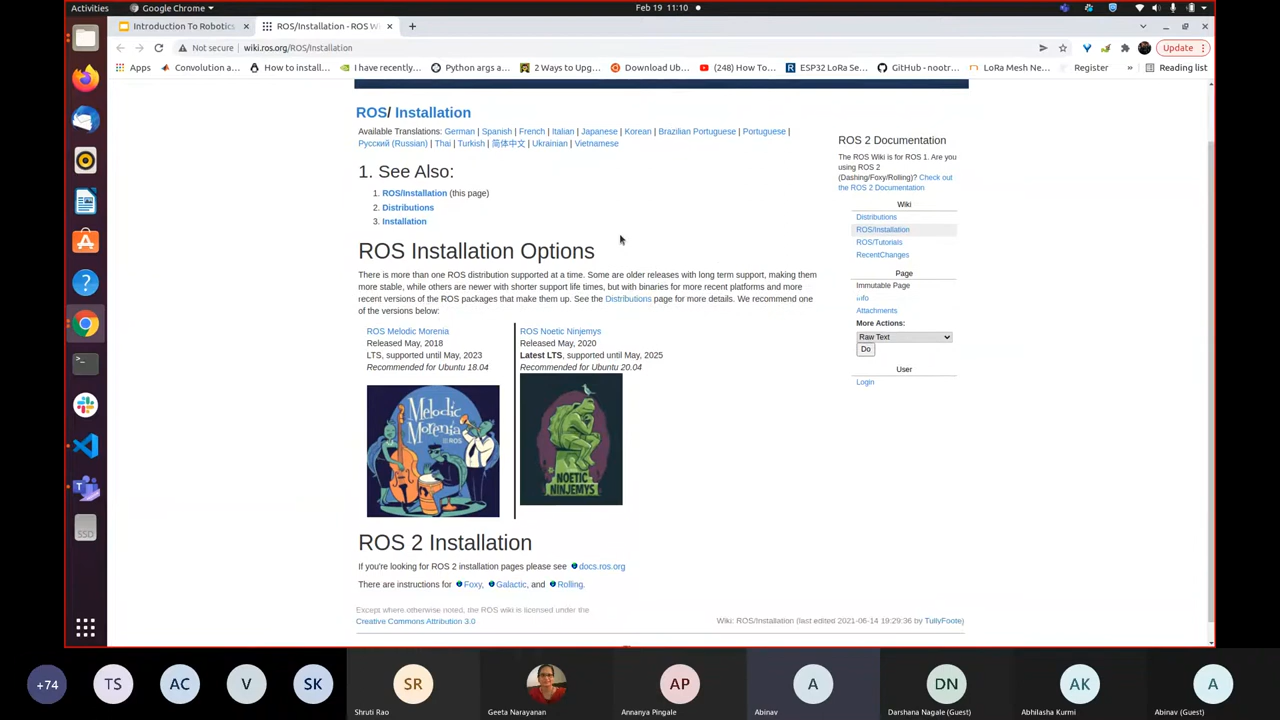 Activities
Google Chrome
Feb 19 11:10
Introduction To Robotics
ROS/Installation - ROS Wi
Not secure
wiki.ros.org/ROS/Installation
Update
Apps
Convolution a...
How to install...
I have recently...
Python args a...
2 Ways to Upg...
Download Ub...
(248) How To...
ESP32 LoRa Se...
GitHub - nootr...
LoRa Mesh Ne...
Register
»
Reading list
ROS/ Installation
Available Translations: German | Spanish | French | Italian | Japanese | Korean | Brazilian Portuguese | Portuguese |
Русский (Russian) | Thai | Turkish | 简体中文 | Ukrainian | Vietnamese
1. See Also:
1. ROS/Installation (this page)
2. Distributions
3. Installation
ROS Installation Options
There is more than one ROS distribution supported at a time. Some are older releases with long term support, making them
more stable, while others are newer with shorter support life times, but with binaries for more recent platforms and more
recent versions of the ROS packages that make them up. See the Distributions page for more details. We recommend one
of the versions below:
ROS Melodic Morenia
Released May, 2018
LTS, supported until May, 2023
Recommended for Ubuntu 18.04
Melodic
Morenia
ROS
ROS Noetic Ninjemys
Released May, 2020
Latest LTS, supported until May, 2025
Recommended for Ubuntu 20.04
NOETIC
NINJEMYS
ROS 2 Installation
If you're looking for ROS 2 installation pages please see docs.ros.org
There are instructions for Foxy, Galactic, and Rolling.
Except where otherwise noted, the ROS wiki is licensed under the
Creative Commons Attribution 3.0
Wiki: ROS/Installation (last edited 2021-06-14 19:29:36 by TullyFoote)
ROS 2 Documentation
The ROS Wiki is for ROS 1. Are you
using ROS 2
(Dashing/Foxy/Rolling)? Check out
the ROS 2 Documentation
Wiki
Distributions
ROS/Installation
ROS/Tutorials
RecentChanges
Page
Immutable Page
Info
Attachments
More Actions:
Raw Text
Do
User
Login
SSD
+74
TS
AC
V
SK
SR
Shruti Rao
Geeta Narayanan
AP
Annanya Pingale
A
Abinav
DN
Darshana Nagale (Guest)
AK
Abhilasha Kurmi
A
Abinav (Guest)